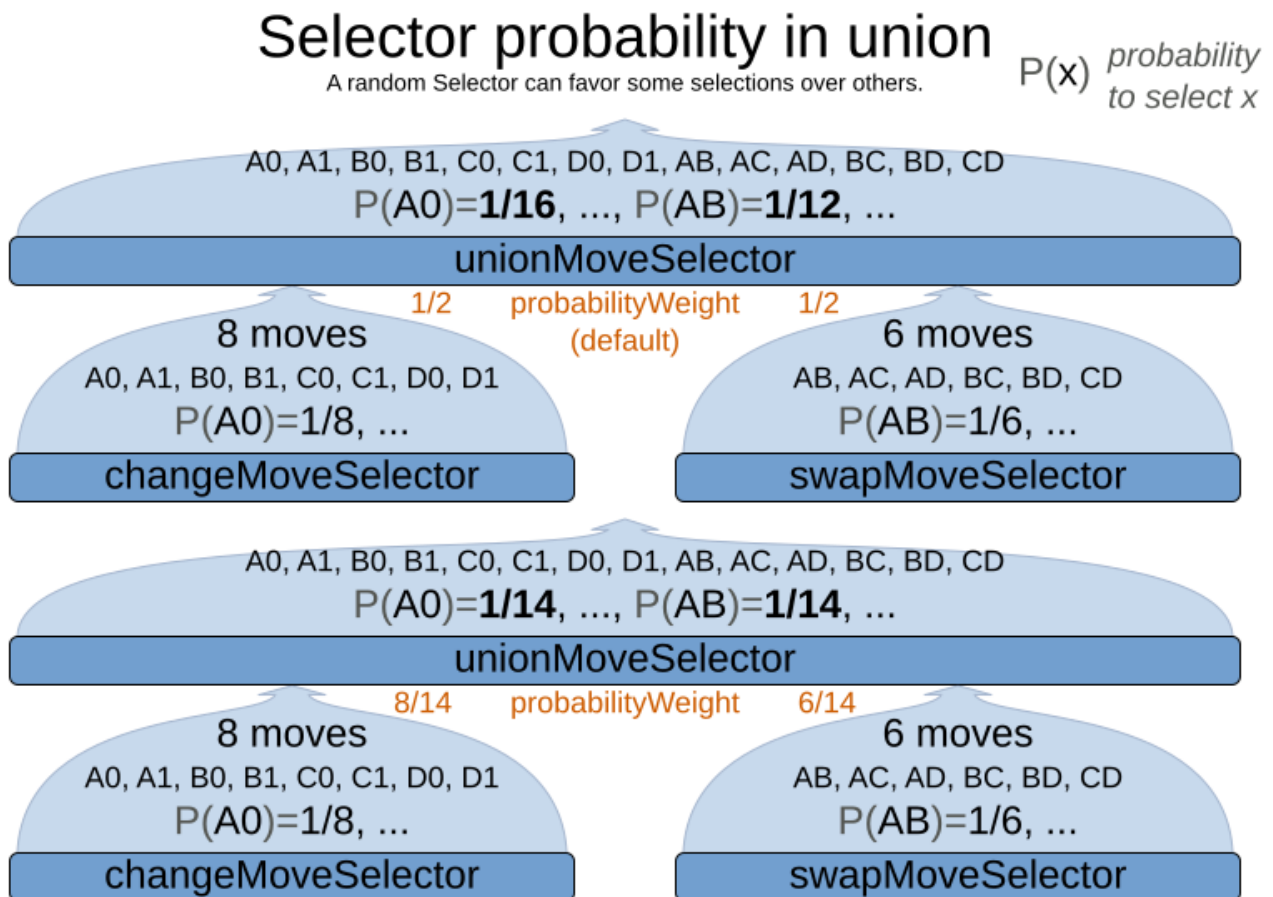 Selector probability in union
A random Selector can favor some selections over others.
P(x) probability
to select x
A0, A1, B0, B1, C0, C1, D0, D1, AB, AC, AD, BC, BD, CD
P(A0)=1/16, ..., P(AB)=1/12, ...
unionMoveSelector
1/2 probabilityWeight 1/2
(default)
8 moves
A0, A1, B0, B1, C0, C1, D0, D1
P(A0)=1/8, ...
changeMoveSelector
6 moves
AB, AC, AD, BC, BD, CD
P(AB)=1/6, ...
swapMoveSelector
A0, A1, B0, B1, C0, C1, D0, D1, AB, AC, AD, BC, BD, CD
P(A0)=1/14, ..., P(AB)=1/14, ...
unionMoveSelector
8/14 probabilityWeight 6/14
8 moves
A0, A1, B0, B1, C0, C1, D0, D1
P(A0)=1/8, ...
changeMoveSelector
6 moves
AB, AC, AD, BC, BD, CD
P(AB)=1/6, ...
swapMoveSelector